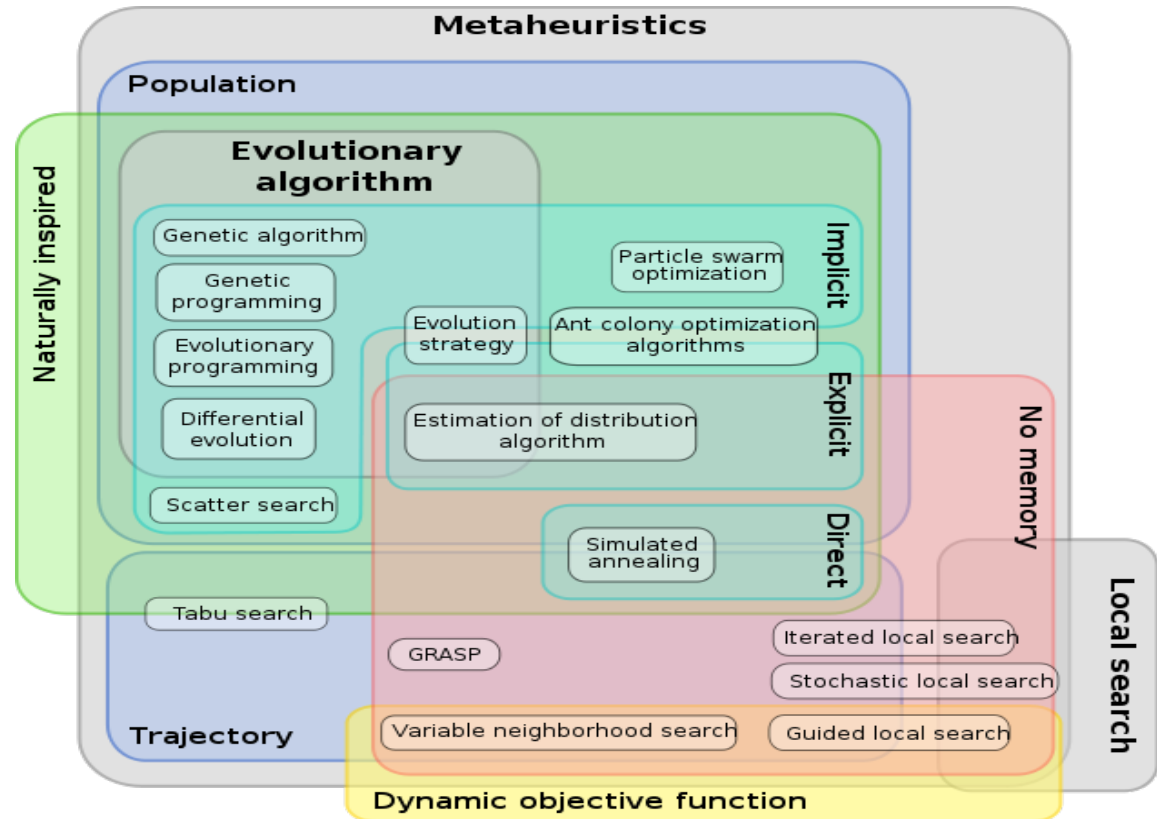 Metaheuristics
Population
Naturally inspired
Evolutionary
algorithm
Genetic algorithm
Genetic
programming
Evolutionary
programming
Differential
evolution
Scatter search
Evolution
strategy
Particle swarm
optimization
Ant colony optimization
algorithms
Implicit
Estimation of distribution
algorithm
Explicit
No memory
Simulated
annealing
Direct
Tabu search
GRASP
Iterated local search
Stochastic local search
Local search
Trajectory
Variable neighborhood search
Guided local search
Dynamic objective function